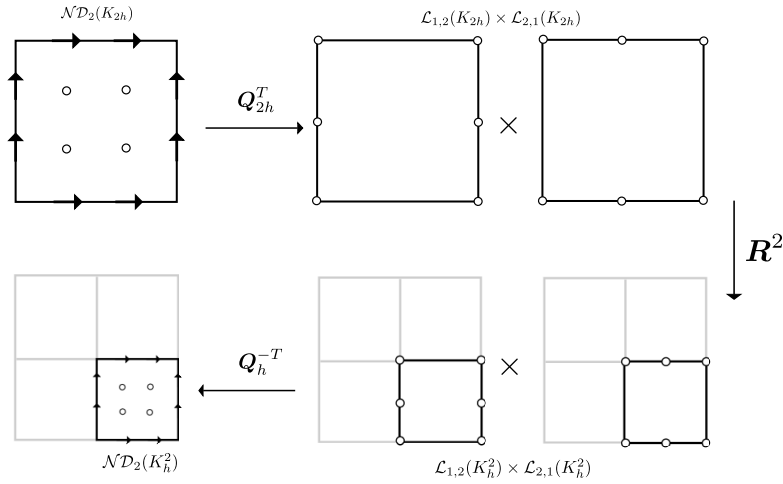 𝒩𝒟₂(K₂ₕ)
ℒ₁,₂(K₂ₕ) × ℒ₂,₁(K₂ₕ)
Q₂ₕᵀ
×
R²
Qₕ⁻ᵀ
×
𝒩𝒟₂(Kₕ²)
ℒ₁,₂(Kₕ²) × ℒ₂,₁(Kₕ²)